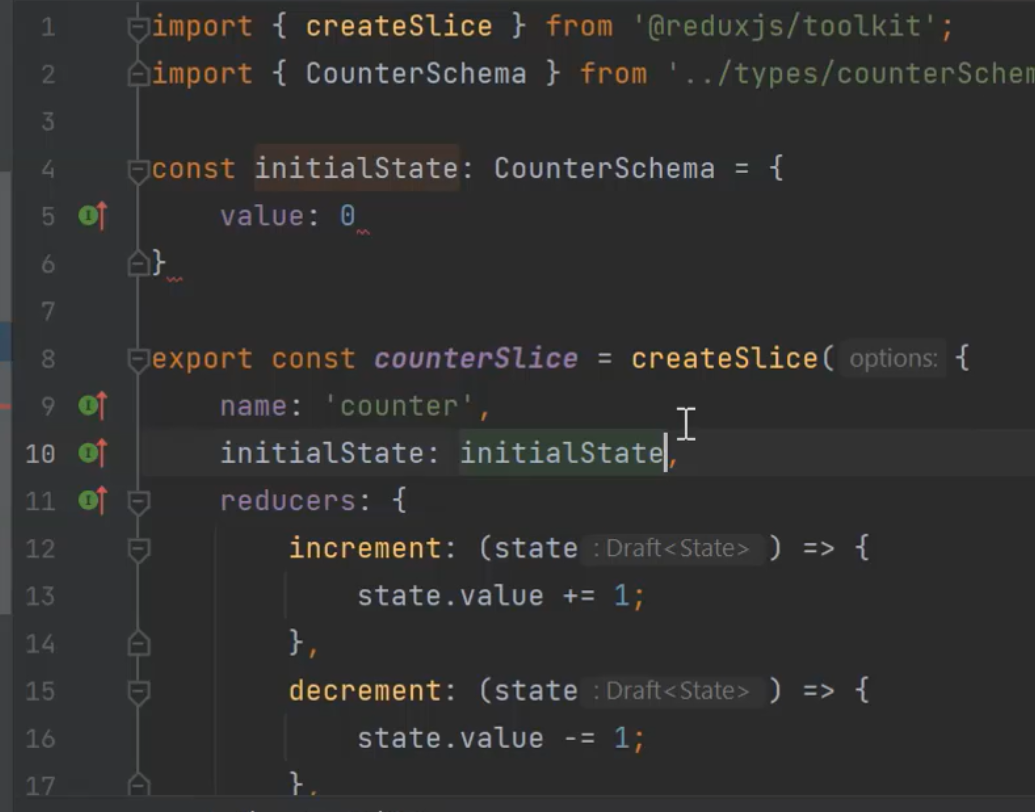 1 import { createSlice } from '@reduxjs/toolkit';
2 import { CounterSchema } from '../types/counterSchem
3
4 const initialState: CounterSchema = {
5 value: 0
6 }
7
8 export const counterSlice = createSlice( options: {
9 name: 'counter',
10 initialState: initialState,
11 reducers: {
12 increment: (state : Draft<State> ) => {
13 state.value += 1;
14 },
15 decrement: (state : Draft<State> ) => {
16 state.value -= 1;
17 },